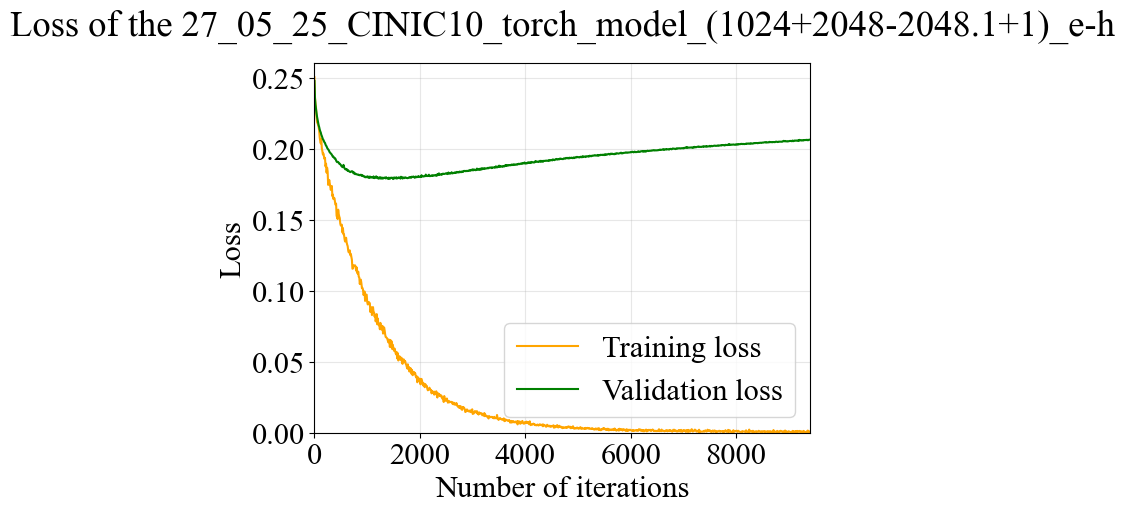 Loss of the 27_05_25_CINIC10_torch_model_(1024+2048-2048.1+1)_e-h
0.25
0.20
0.15
0.10
0.05
0.00
Loss
Training loss
Validation loss
0 2000 4000 6000 8000
Number of iterations